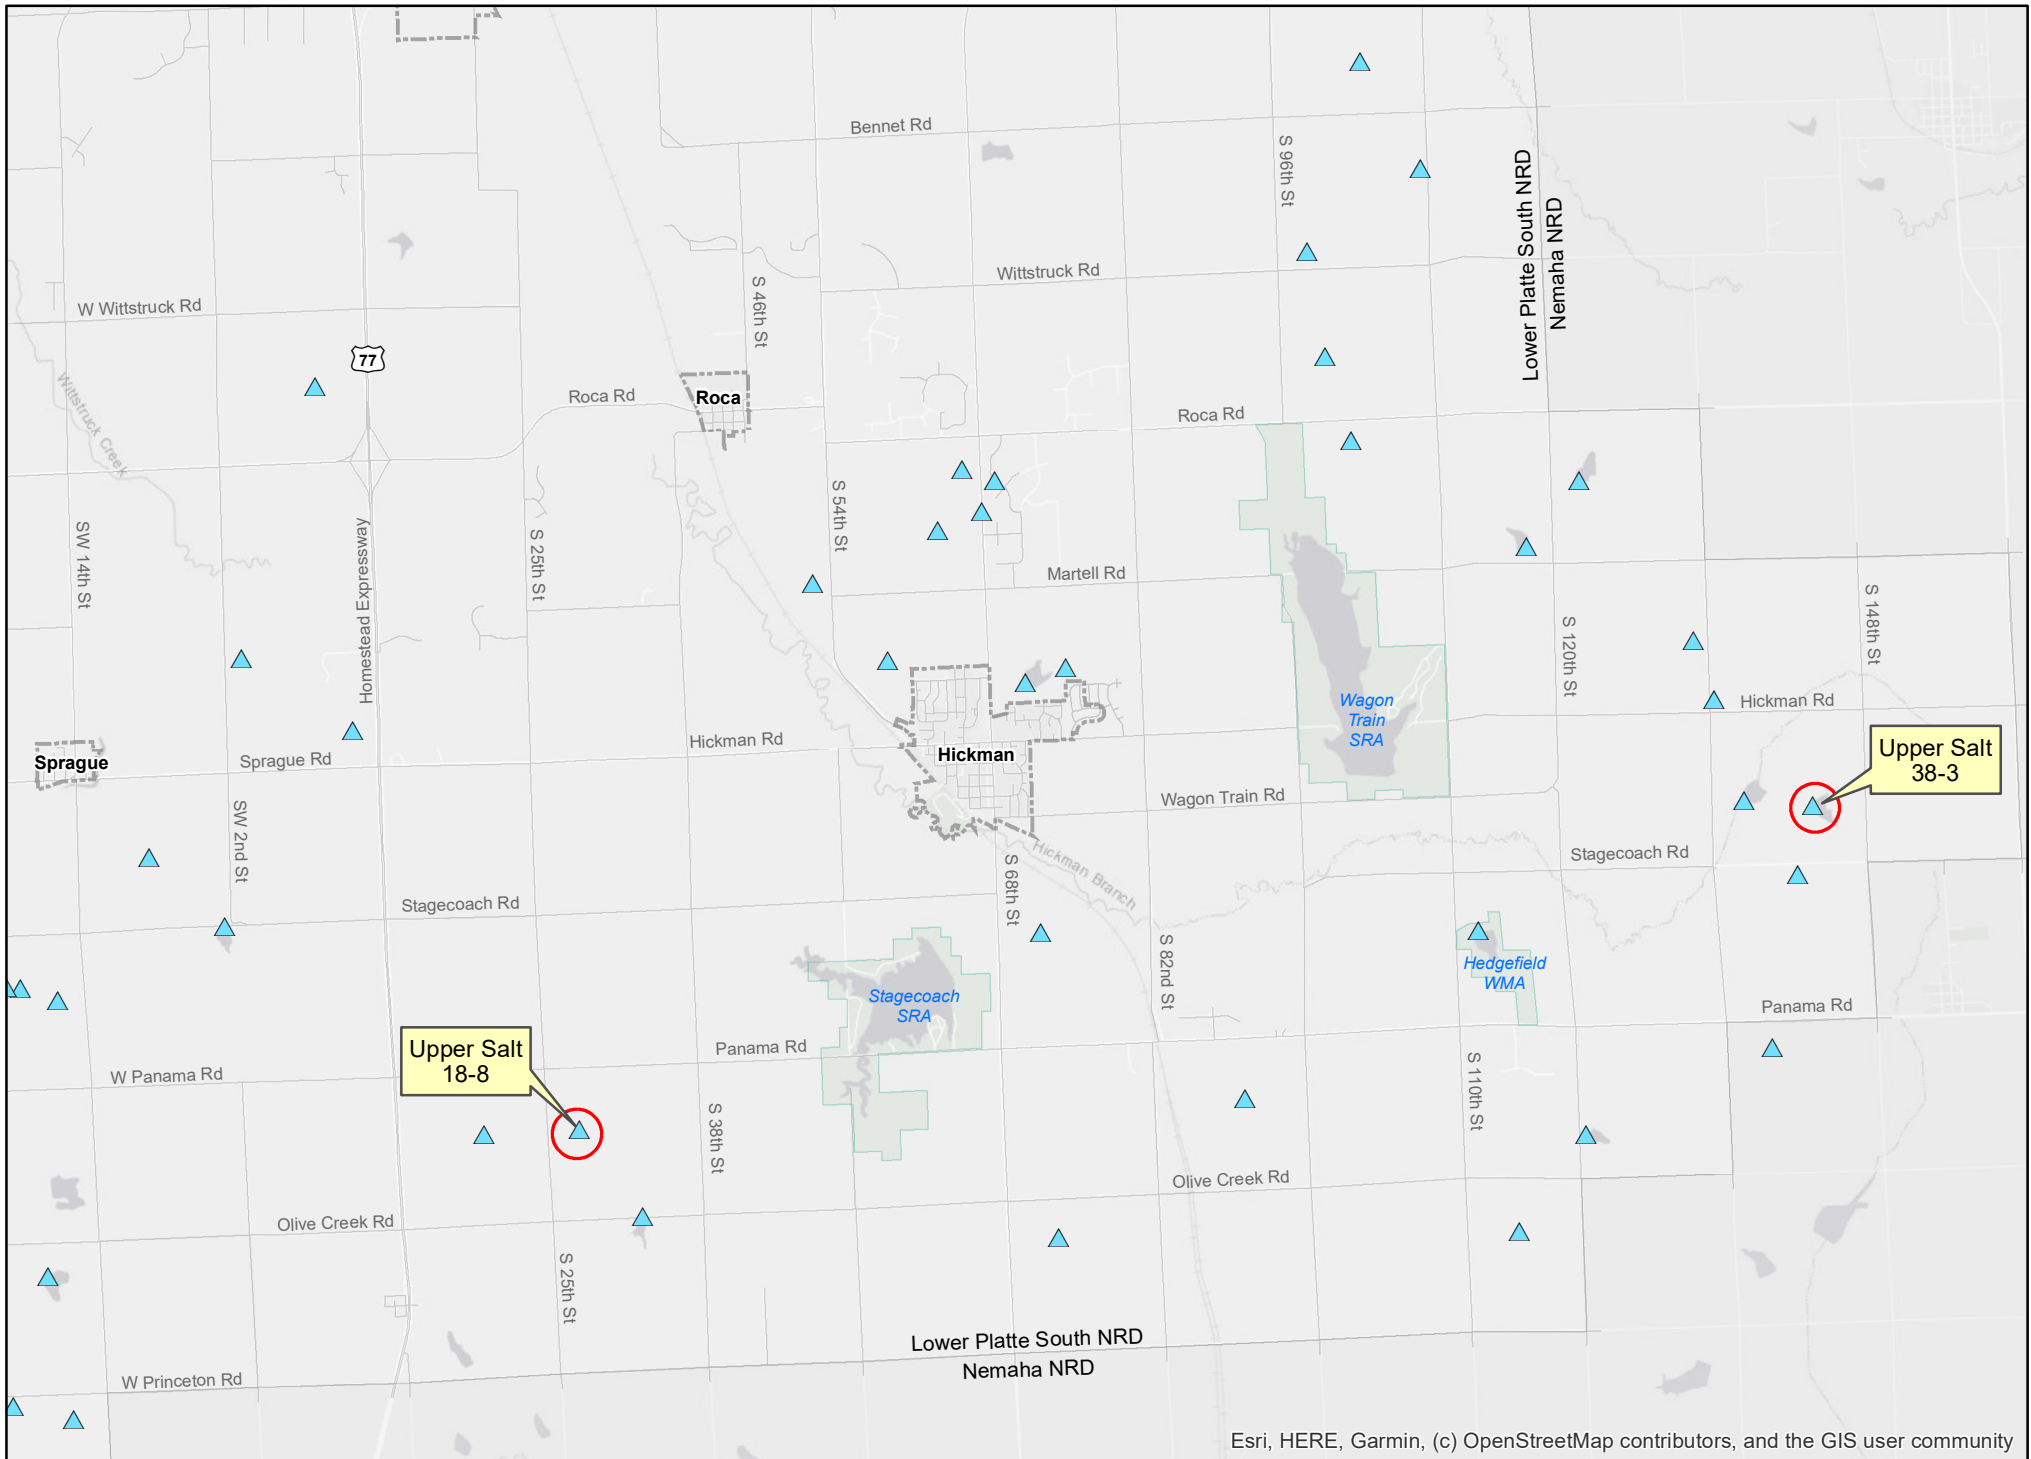 Bennet Rd
S 96th St
Lower Platte South NRD
Nemaha NRD
W Wittstruck Rd
Wittstruck Rd
S 46th St
77
Wittstruck Creek
Roca Rd
Roca
Roca Rd
SW 14th St
Homestead Expressway
S 25th St
S 54th St
Martell Rd
S 120th St
S 148th St
Hickman Rd
Wagon
Train
SRA
Sprague
Sprague Rd
Hickman Rd
Hickman
Upper Salt
38-3
Wagon Train Rd
SW 2nd St
Stagecoach Rd
S 68th St
Hickman Branch
Stagecoach Rd
S 82nd St
Hedgefield
WMA
Stagecoach
SRA
Panama Rd
Upper Salt
18-8
Panama Rd
W Panama Rd
S 38th St
S 110th St
Olive Creek Rd
Olive Creek Rd
S 25th St
Lower Platte South NRD
Nemaha NRD
W Princeton Rd
Esri, HERE, Garmin, (c) OpenStreetMap contributors, and the GIS user community